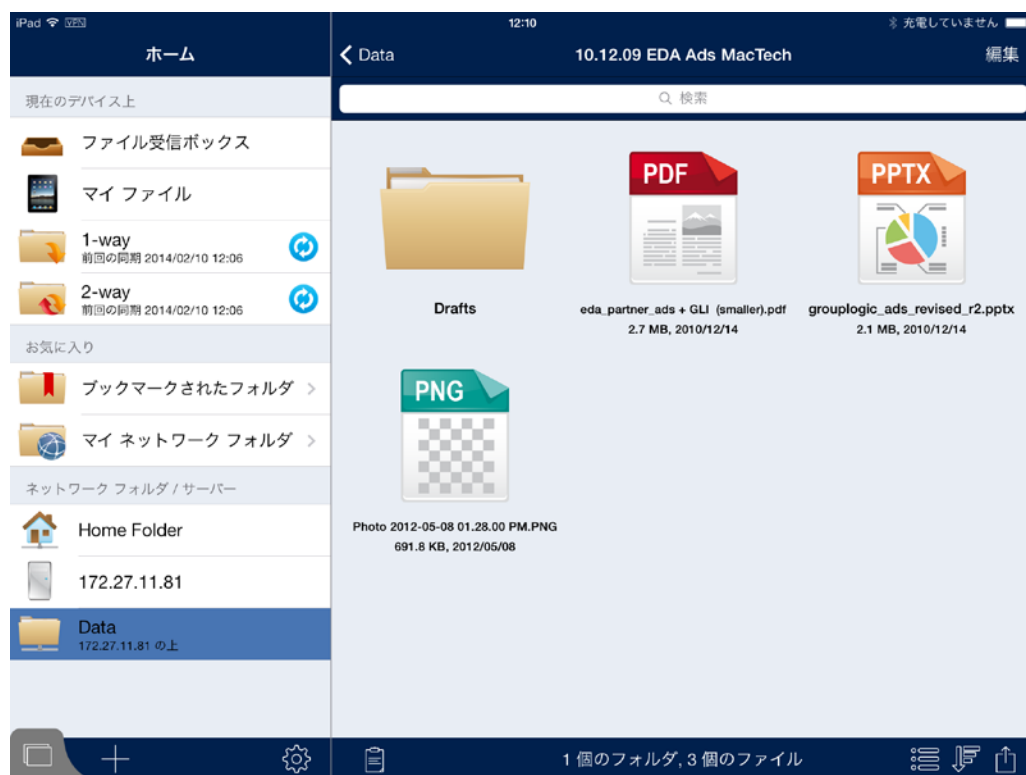 iPad VPN 12:10 充電していません
ホーム
Data 10.12.09 EDA Ads MacTech 編集
検索
現在のデバイス上
ファイル受信ボックス
マイ ファイル
1-way
前回の同期 2014/02/10 12:06
2-way
前回の同期 2014/02/10 12:06
お気に入り
ブックマークされたフォルダ
マイ ネットワーク フォルダ
ネットワーク フォルダ / サーバー
Home Folder
172.27.11.81
Data
172.27.11.81 の上
Drafts
PDF
eda_partner_ads + GLI (smaller).pdf
2.7 MB, 2010/12/14
PPTX
grouplogic_ads_revised_r2.pptx
2.1 MB, 2010/12/14
PNG
Photo 2012-05-08 01.28.00 PM.PNG
691.8 KB, 2012/05/08
1 個のフォルダ, 3 個のファイル